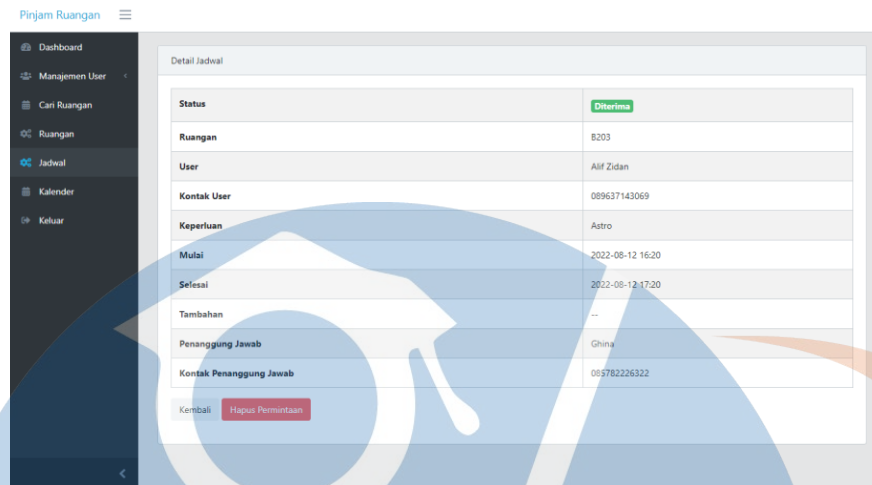 Pinjam Ruangan
Dashboard
Manajemen User
Cari Ruangan
Ruangan
Jadwal
Kalender
Keluar
Detail Jadwal
Status Diterima
Ruangan B203
User Alif Zidan
Kontak User 089637143069
Keperluan Astro
Mulai 2022-08-12 16:20
Selesai 2022-08-12 17:20
Tambahan --
Penanggung Jawab Ghina
Kontak Penanggung Jawab 085782226322
Kembali Hapus Permintaan